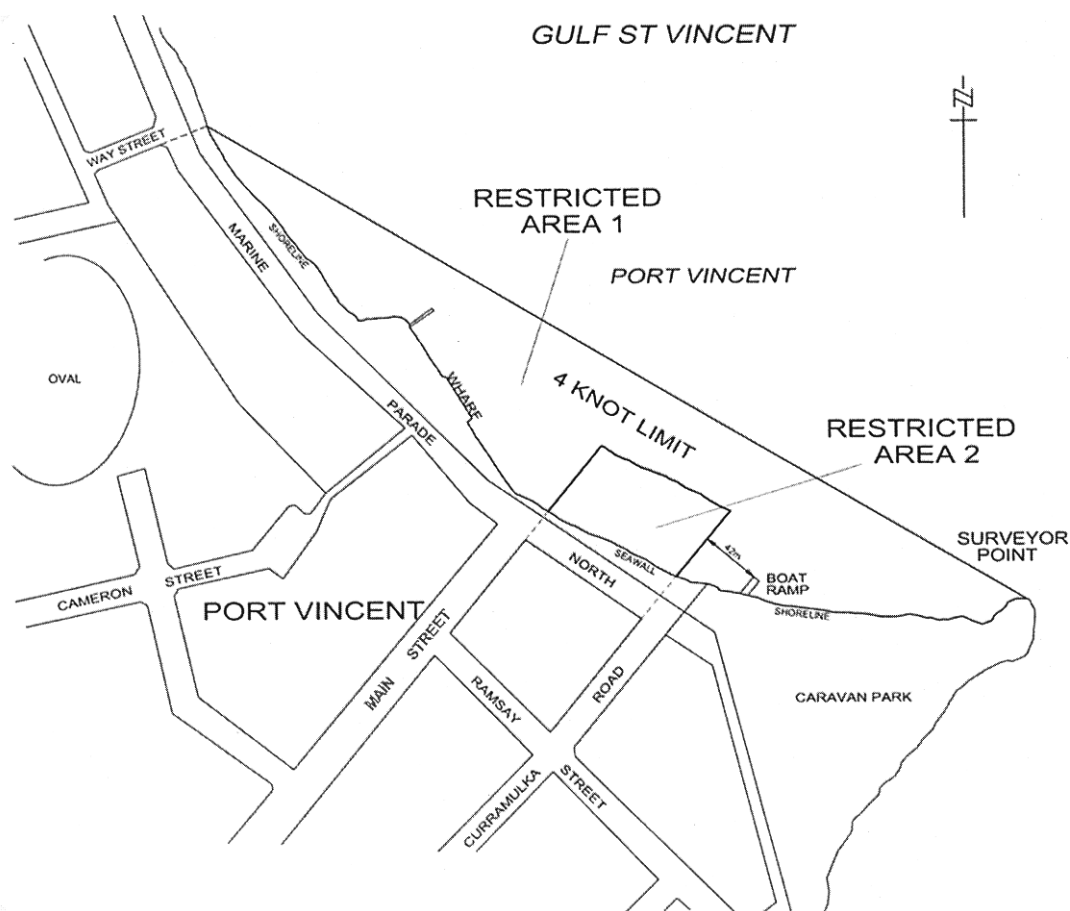 GULF ST VINCENT
N
WAY STREET
RESTRICTED
AREA 1
SHORELINE
MARINE
PORT VINCENT
OVAL
WHARF
4 KNOT LIMIT
PARADE
RESTRICTED
AREA 2
SURVEYOR
POINT
SEAWALL
42m
BOAT
RAMP
NORTH
SHORELINE
CAMERON STREET
PORT VINCENT
MAIN STREET
RAMSAY STREET
CURRAMULKA ROAD
CARAVAN PARK